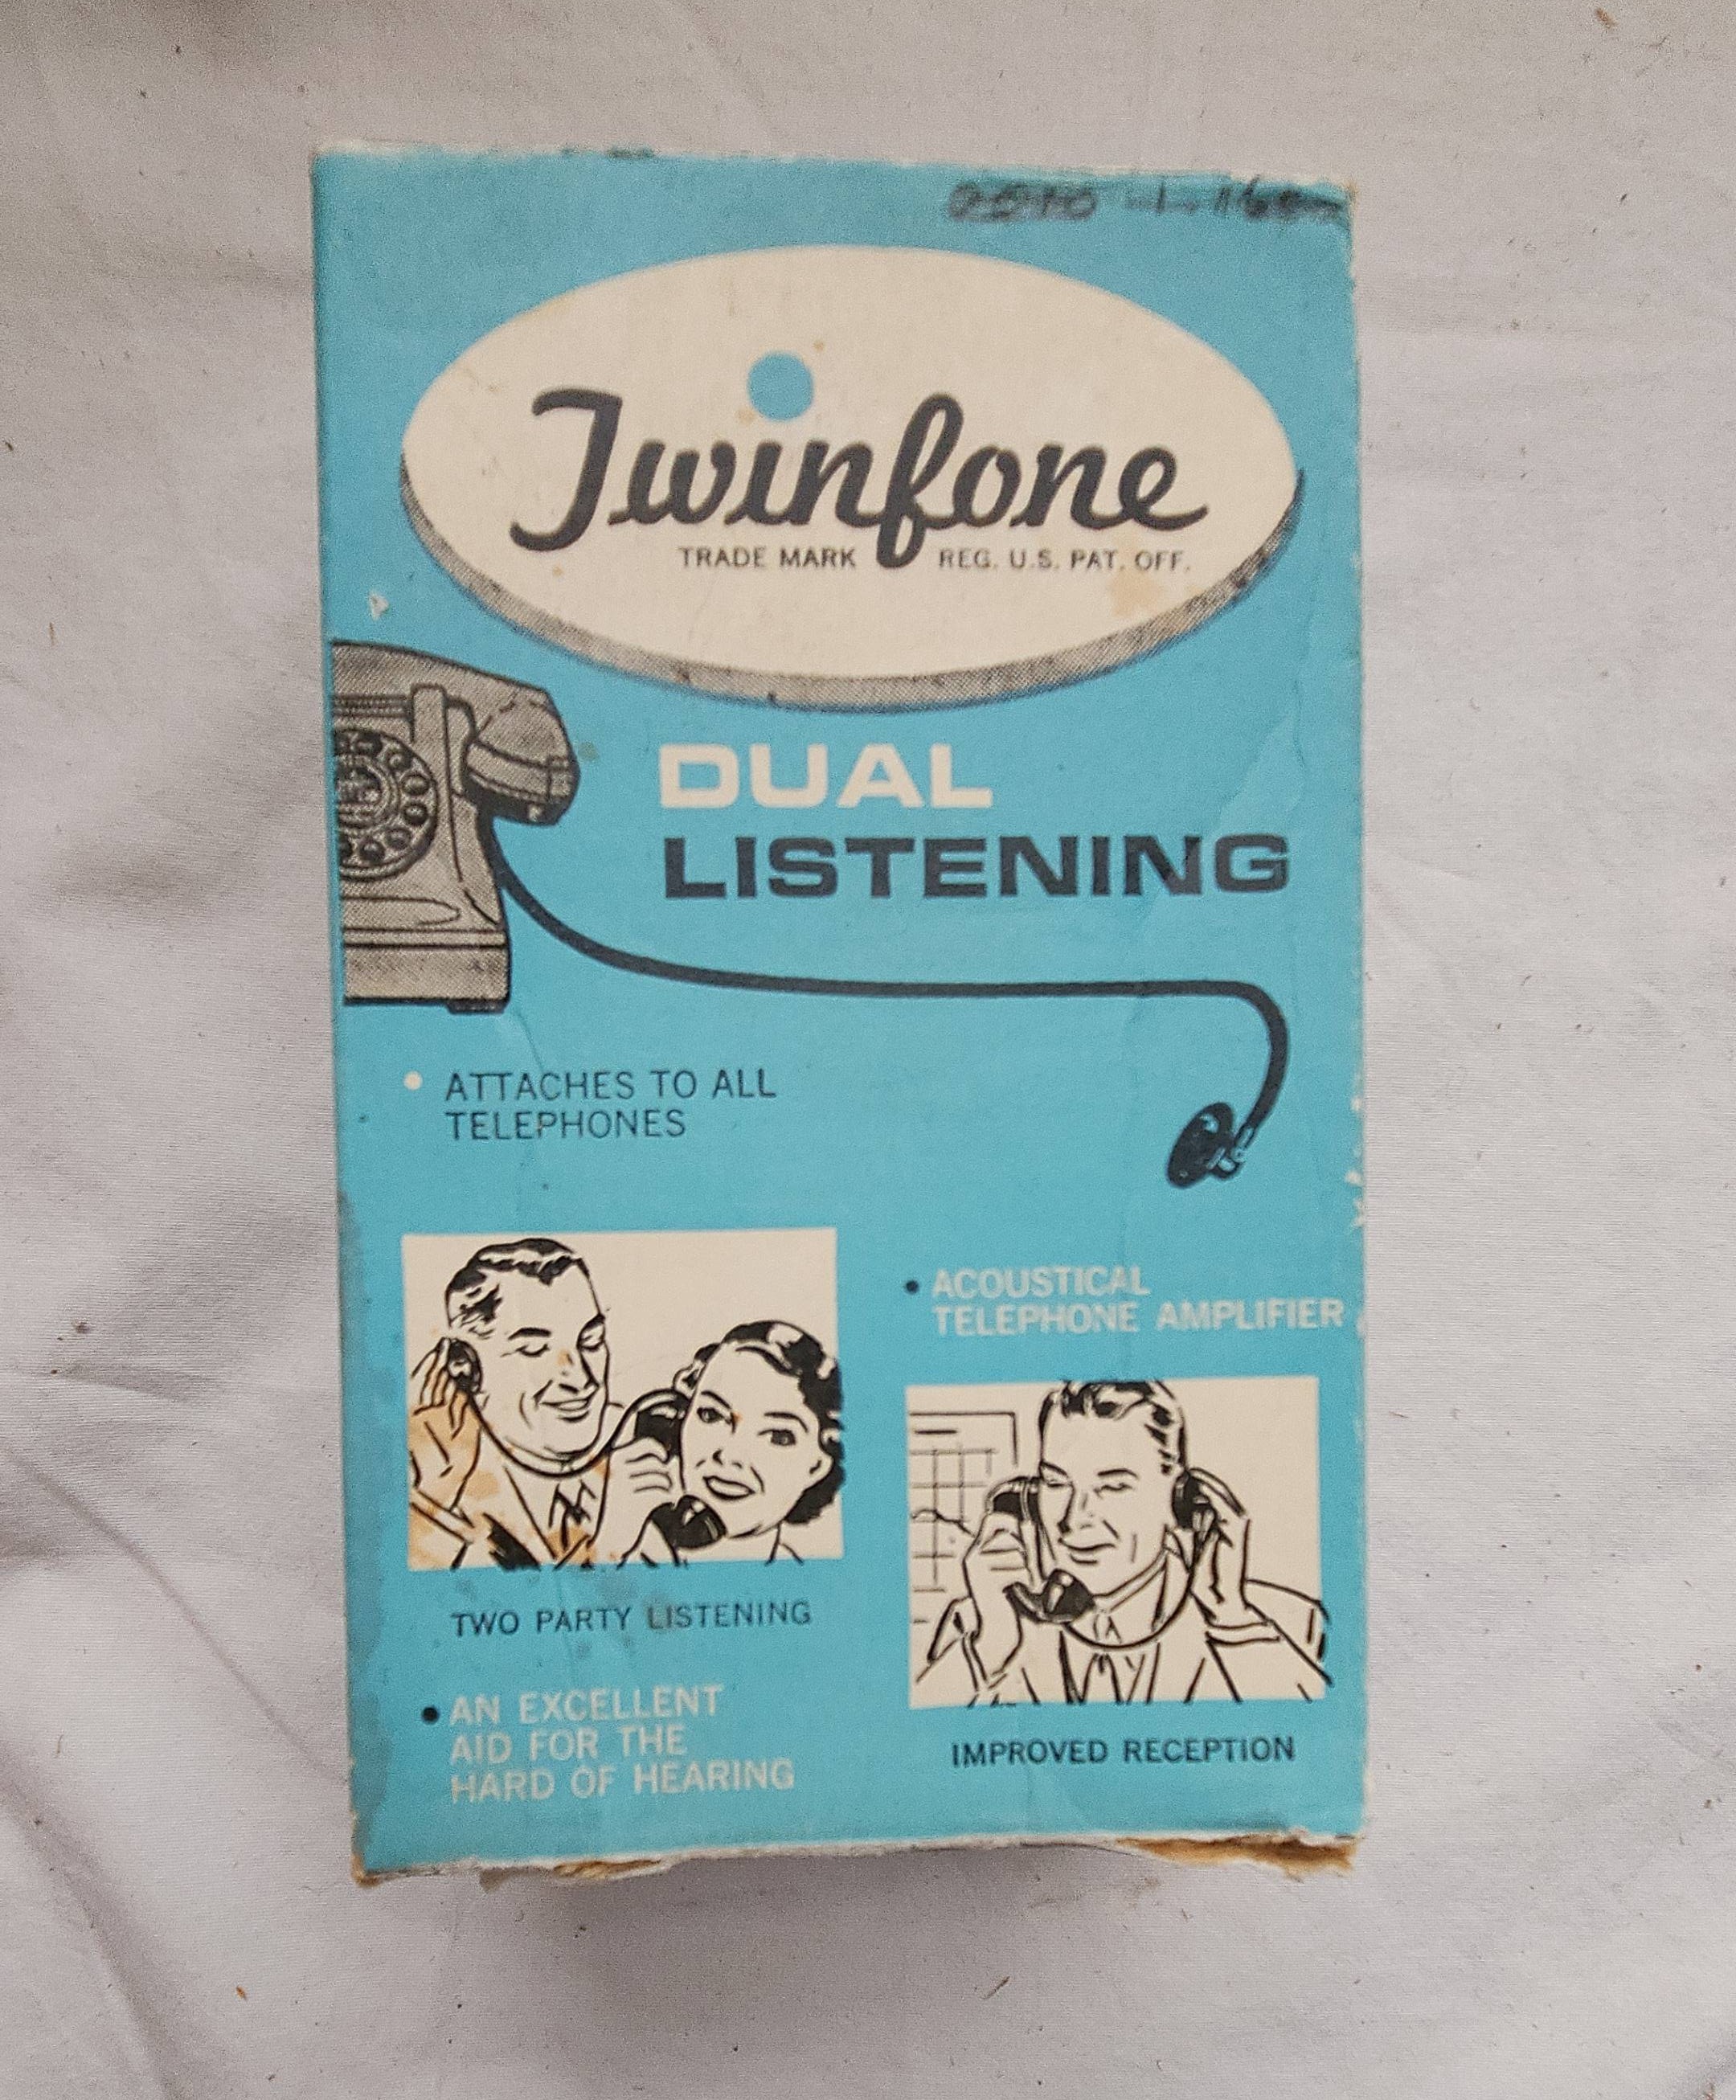 Twinfone
TRADE MARK REG. U.S. PAT. OFF.
DUAL
LISTENING
• ATTACHES TO ALL
TELEPHONES
• ACOUSTICAL
TELEPHONE AMPLIFIER
TWO PARTY LISTENING
• AN EXCELLENT
AID FOR THE
HARD OF HEARING
IMPROVED RECEPTION